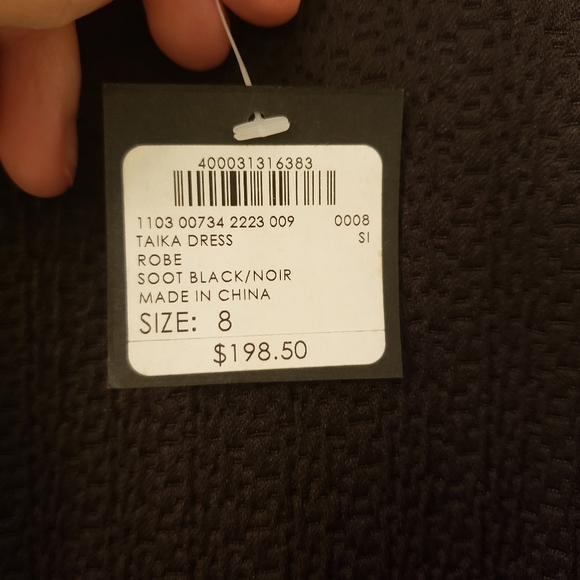 400031316383
1103 00734 2223 009 0008
TAIKA DRESS SI
ROBE
SOOT BLACK/NOIR
MADE IN CHINA
SIZE: 8
$198.50